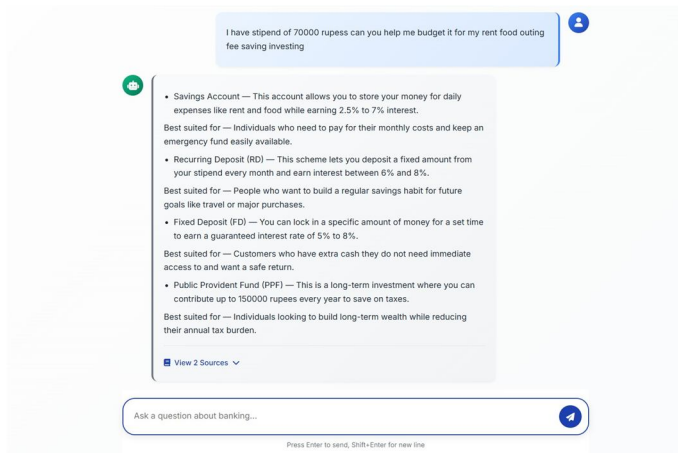 I have stipend of 70000 rupess can you help me budget it for my rent food outing
fee saving investing
• Savings Account — This account allows you to store your money for daily
expenses like rent and food while earning 2.5% to 7% interest.
Best suited for — Individuals who need to pay for their monthly costs and keep an
emergency fund easily available.
• Recurring Deposit (RD) — This scheme lets you deposit a fixed amount from
your stipend every month and earn interest between 6% and 8%.
Best suited for — People who want to build a regular savings habit for future
goals like travel or major purchases.
• Fixed Deposit (FD) — You can lock in a specific amount of money for a set time
to earn a guaranteed interest rate of 5% to 8%.
Best suited for — Customers who have extra cash they do not need immediate
access to and want a safe return.
• Public Provident Fund (PPF) — This is a long-term investment where you can
contribute up to 150000 rupees every year to save on taxes.
Best suited for — Individuals looking to build long-term wealth while reducing
their annual tax burden.
View 2 Sources
Ask a question about banking...
Press Enter to send, Shift+Enter for new line